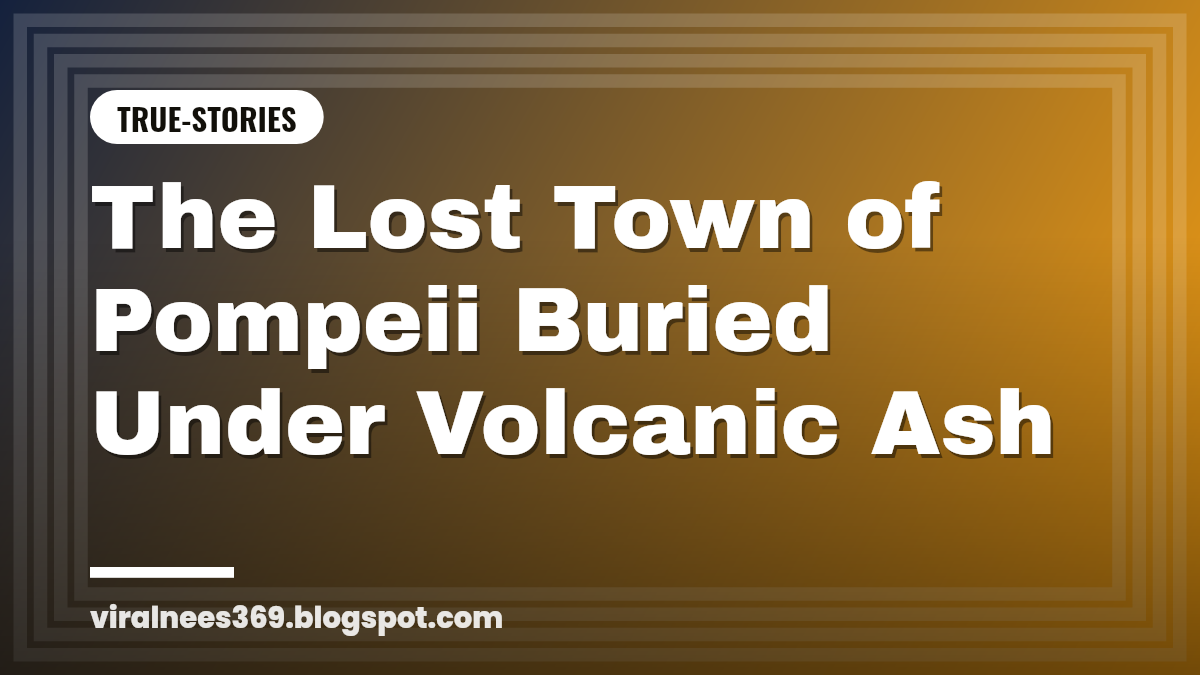 TRUE-STORIES
The Lost Town of
Pompeii Buried
Under Volcanic Ash
viralnees369.blogspot.com